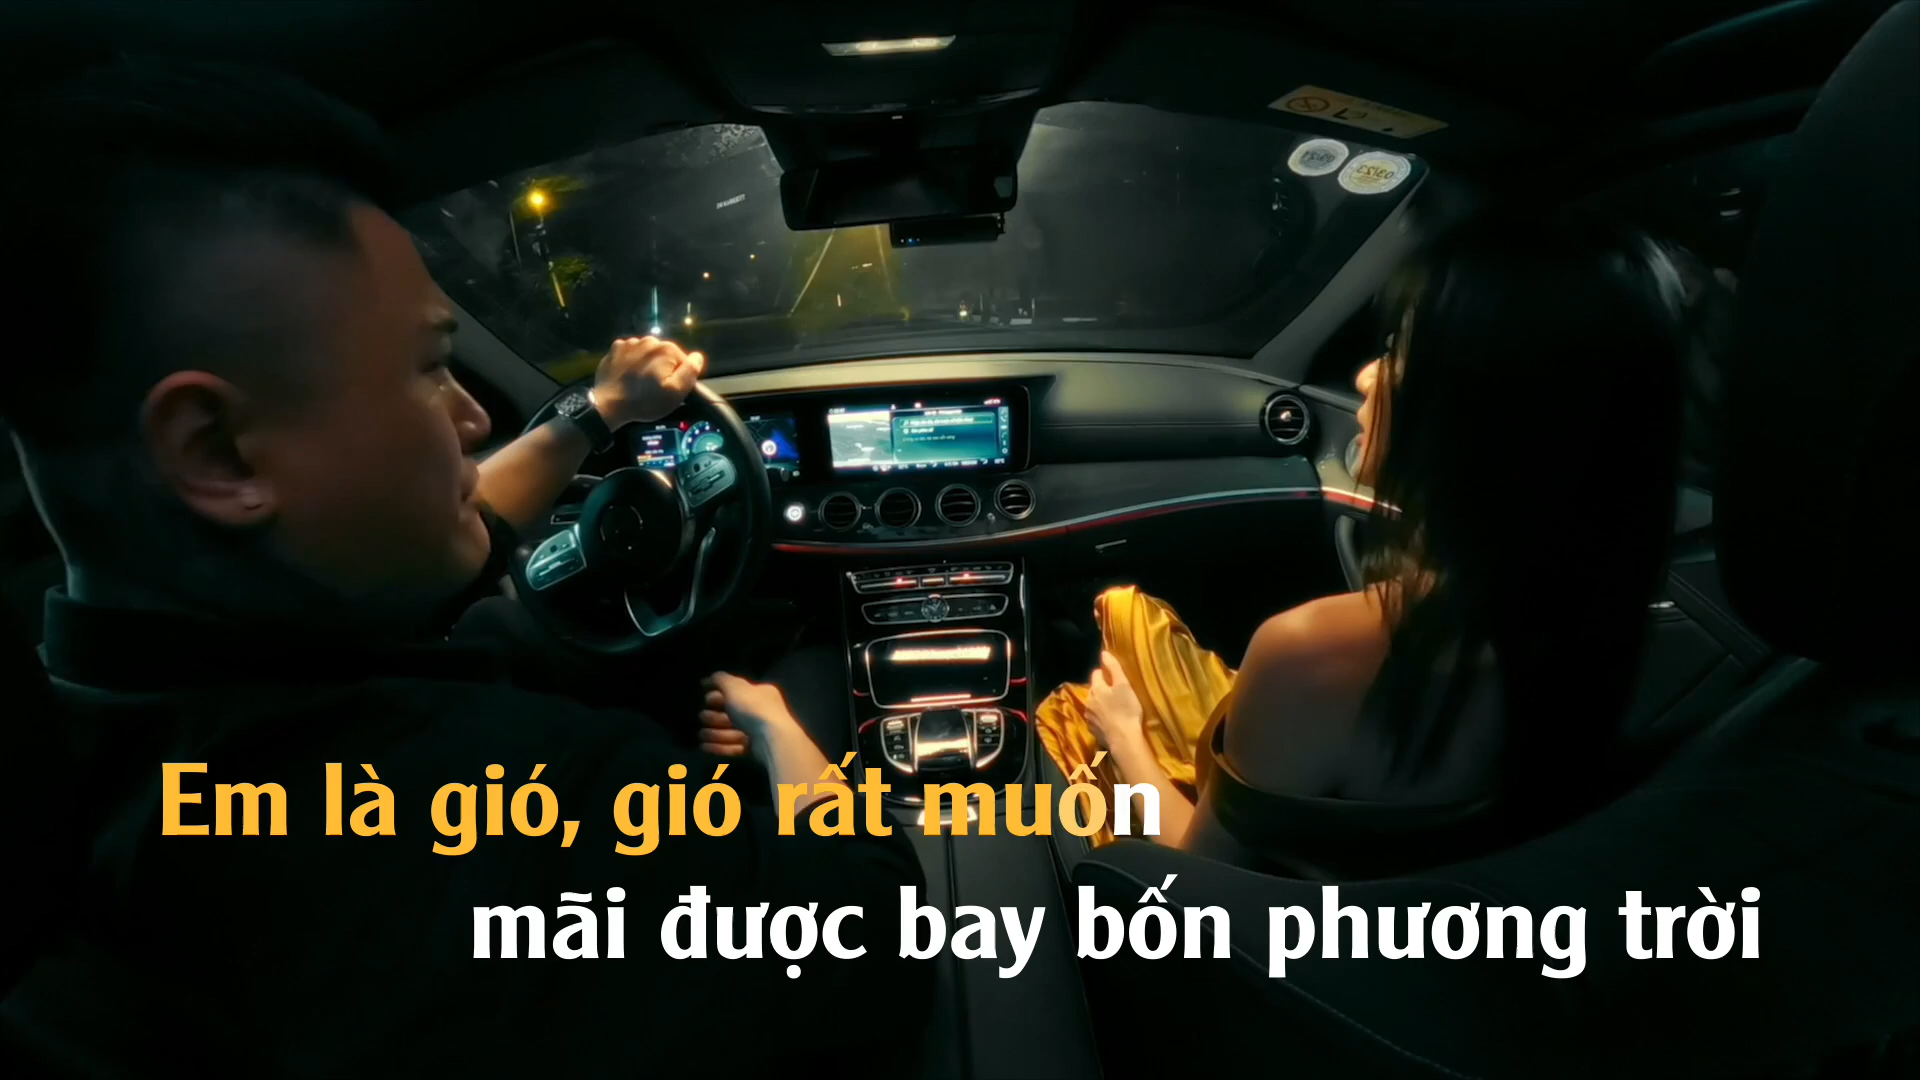 Em là gió, gió rất muốn
mãi được bay bốn phương trời